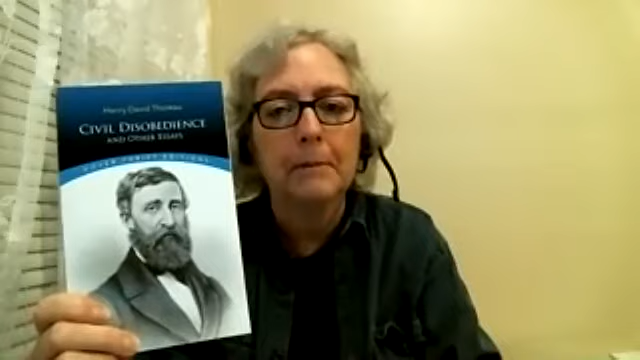 Henry David Thoreau
CIVIL DISOBEDIENCE
AND OTHER ESSAYS
DOVER THRIFT EDITIONS